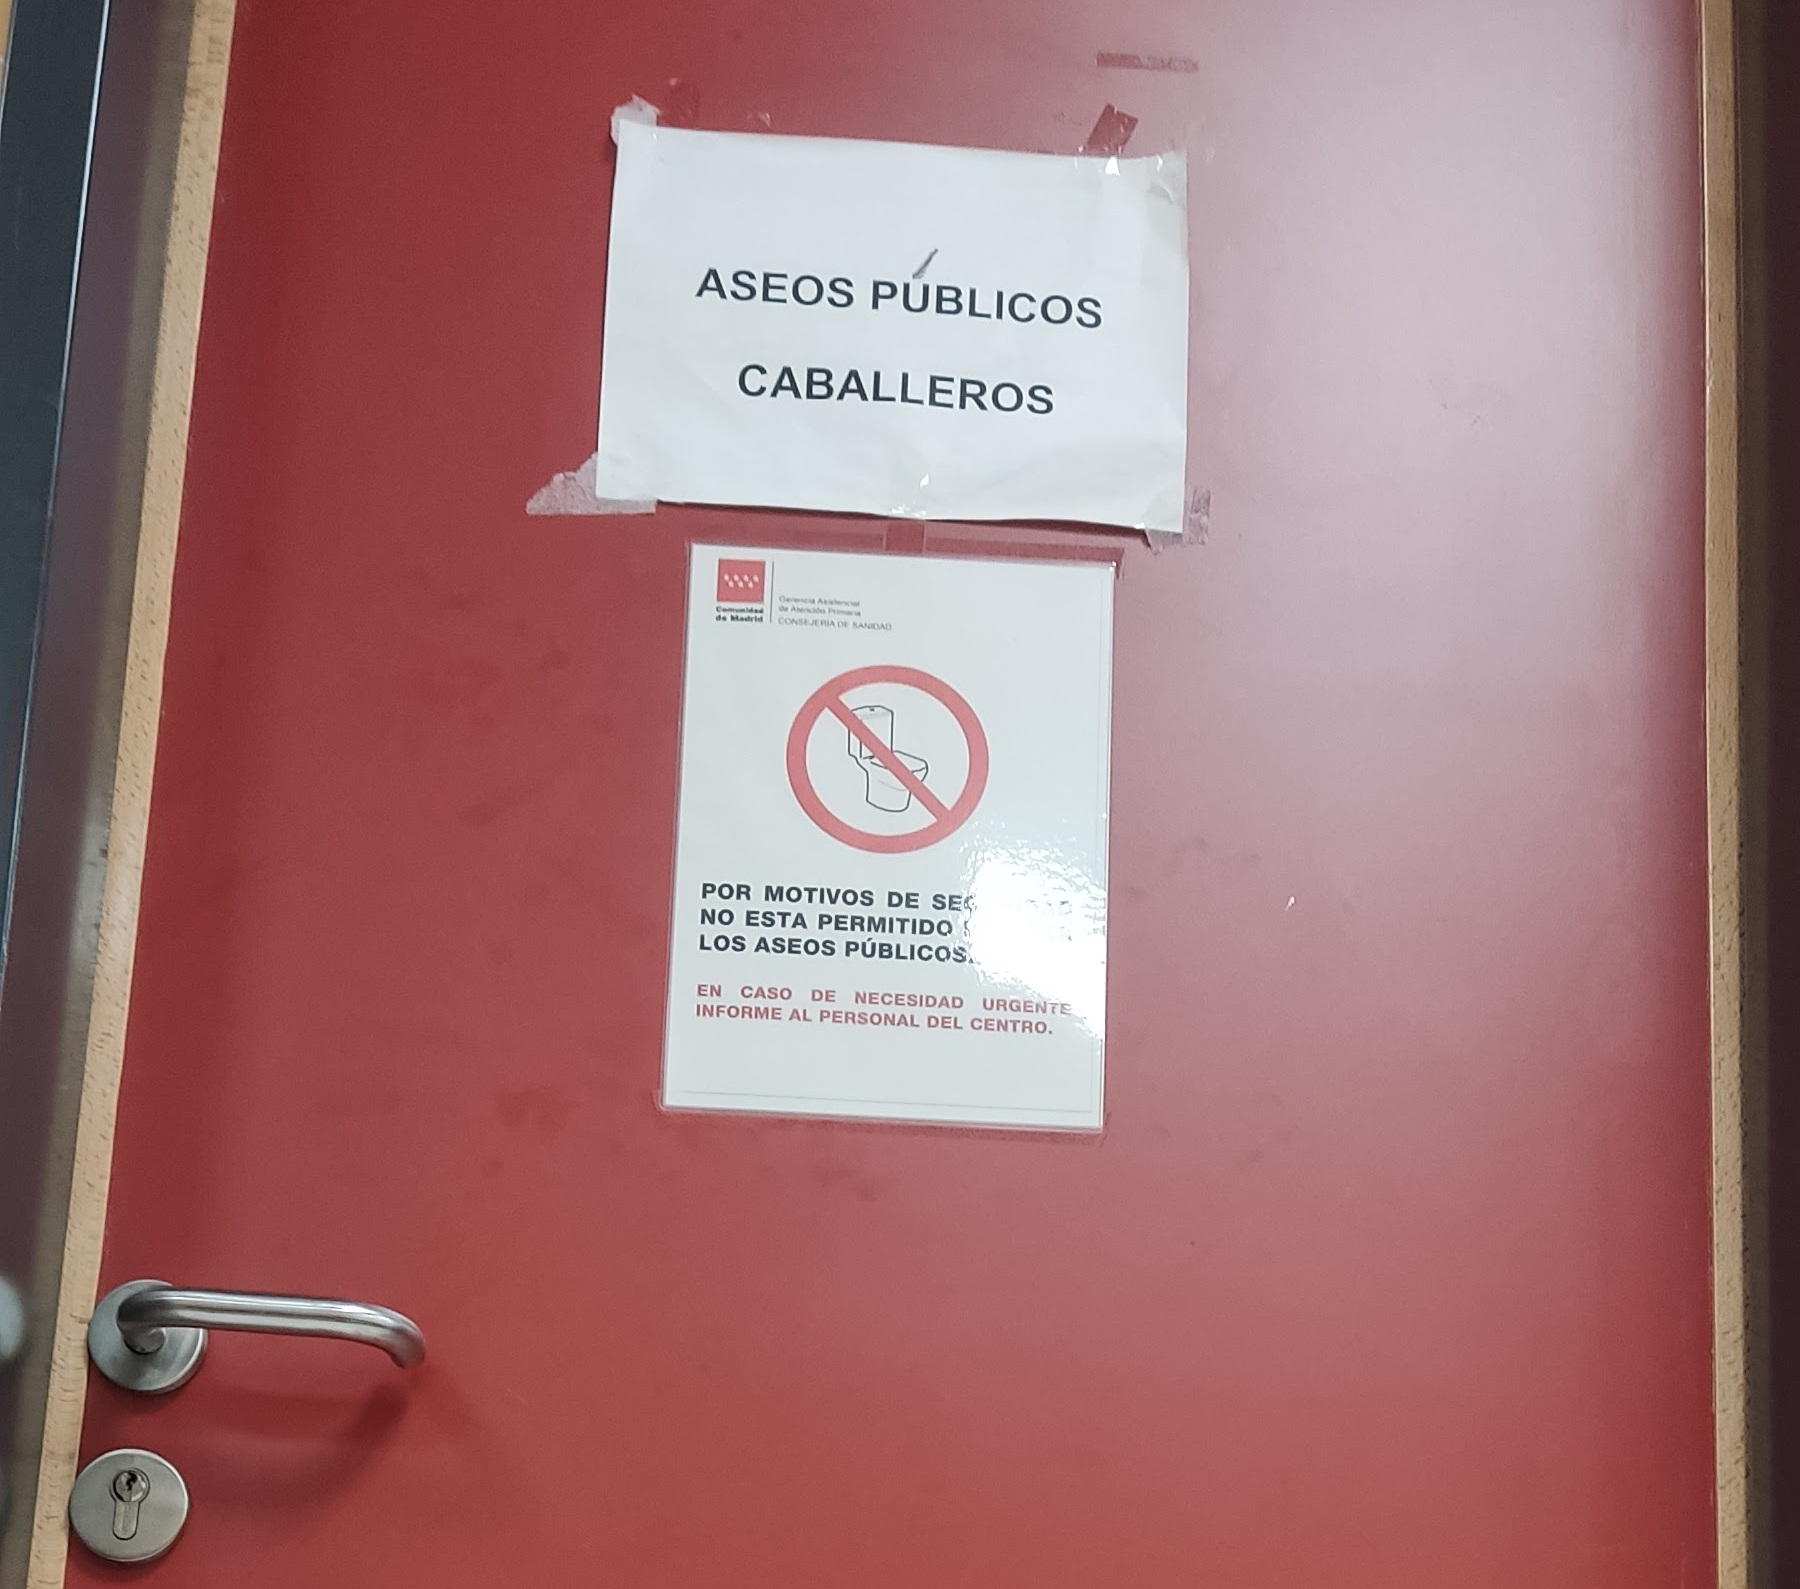 ASEOS PÚBLICOS
CABALLEROS
Comunidad
de Madrid
Gerencia Asistencial
de Atención Primaria
CONSEJERÍA DE SANIDAD
POR MOTIVOS DE
NO ESTA PERMITIDO
LOS ASEOS PÚBLICOS.
EN CASO DE NECESIDAD URGENTE
INFORME AL PERSONAL DEL CENTRO.